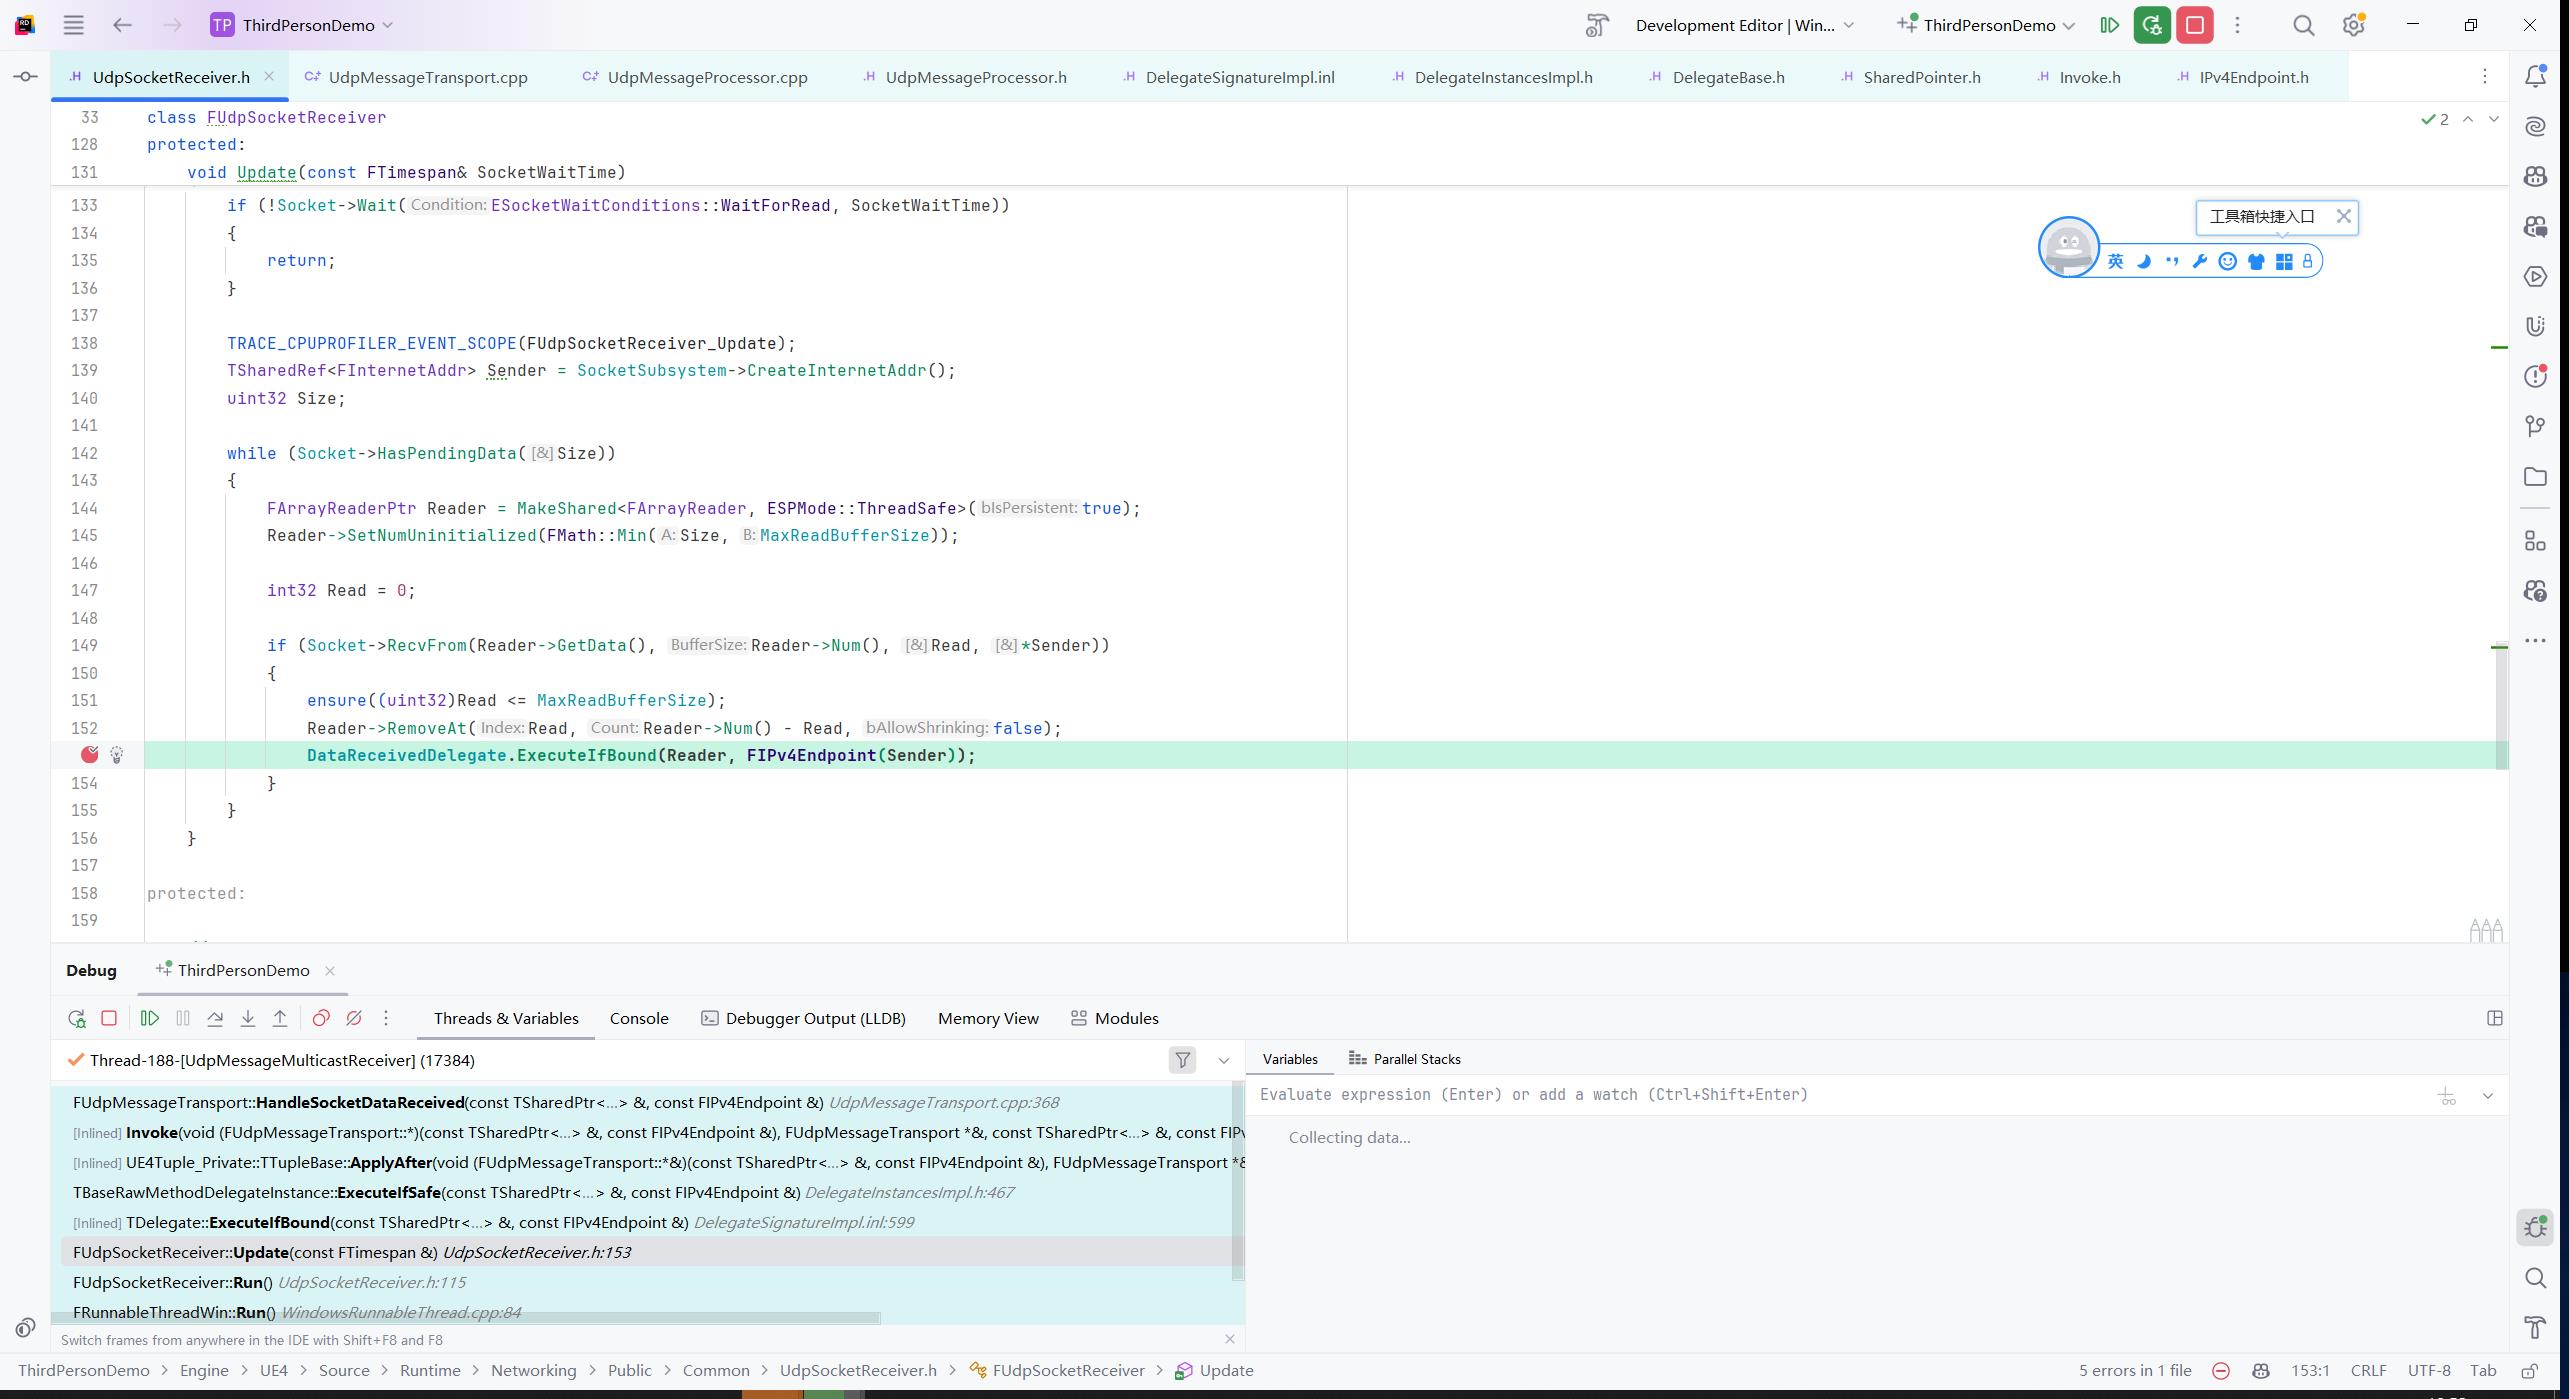 TP ThirdPersonDemo Development Editor | Win... ThirdPersonDemo
.H UdpSocketReceiver.h C++ UdpMessageTransport.cpp C++ UdpMessageProcessor.cpp .H UdpMessageProcessor.h .H DelegateSignatureImpl.inl .H DelegateInstancesImpl.h .H DelegateBase.h .H SharedPointer.h .H Invoke.h .H IPv4Endpoint.h
33 class FUdpSocketReceiver 2
128 protected:
131 void Update(const FTimespan& SocketWaitTime)
133 if (!Socket->Wait( Condition: ESocketWaitConditions::WaitForRead, SocketWaitTime))
工具箱快捷入口
134 {
135 return;
英
136 }
137
138 TRACE_CPUPROFILER_EVENT_SCOPE(FUdpSocketReceiver_Update);
139 TSharedRef<FInternetAddr> Sender = SocketSubsystem->CreateInternetAddr();
140 uint32 Size;
141
142 while (Socket->HasPendingData( [&] Size))
143 {
144 FArrayReaderPtr Reader = MakeShared<FArrayReader, ESPMode::ThreadSafe>( bIsPersistent: true);
145 Reader->SetNumUninitialized(FMath::Min( A: Size, B: MaxReadBufferSize));
146
147 int32 Read = 0;
148
149 if (Socket->RecvFrom(Reader->GetData(), BufferSize: Reader->Num(), [&] Read, [&] *Sender))
150 {
151 ensure((uint32)Read <= MaxReadBufferSize);
152 Reader->RemoveAt( Index: Read, Count: Reader->Num() - Read, bAllowShrinking: false);
DataReceivedDelegate.ExecuteIfBound(Reader, FIPv4Endpoint(Sender));
154 }
155 }
156 }
157
158 protected:
159
Debug ThirdPersonDemo
Threads & Variables Console Debugger Output (LLDB) Memory View Modules
Thread-188-[UdpMessageMulticastReceiver] (17384)
Variables Parallel Stacks
Evaluate expression (Enter) or add a watch (Ctrl+Shift+Enter)
Collecting data...
FUdpMessageTransport::HandleSocketDataReceived(const TSharedPtr<...> &, const FIPv4Endpoint &) UdpMessageTransport.cpp:368
[Inlined] Invoke(void (FUdpMessageTransport::*)(const TSharedPtr<...> &, const FIPv4Endpoint &), FUdpMessageTransport *&, const TSharedPtr<...> &, const FIPv
[Inlined] UE4Tuple_Private::TTupleBase::ApplyAfter(void (FUdpMessageTransport::*&)(const TSharedPtr<...> &, const FIPv4Endpoint &), FUdpMessageTransport *&
TBaseRawMethodDelegateInstance::ExecuteIfSafe(const TSharedPtr<...> &, const FIPv4Endpoint &) DelegateInstancesImpl.h:467
[Inlined] TDelegate::ExecuteIfBound(const TSharedPtr<...> &, const FIPv4Endpoint &) DelegateSignatureImpl.inl:599
FUdpSocketReceiver::Update(const FTimespan &) UdpSocketReceiver.h:153
FUdpSocketReceiver::Run() UdpSocketReceiver.h:115
FRunnableThreadWin::Run() WindowsRunnableThread.cpp:84
Switch frames from anywhere in the IDE with Shift+F8 and F8
ThirdPersonDemo > Engine > UE4 > Source > Runtime > Networking > Public > Common > UdpSocketReceiver.h > FUdpSocketReceiver > Update 5 errors in 1 file 153:1 CRLF UTF-8 Tab